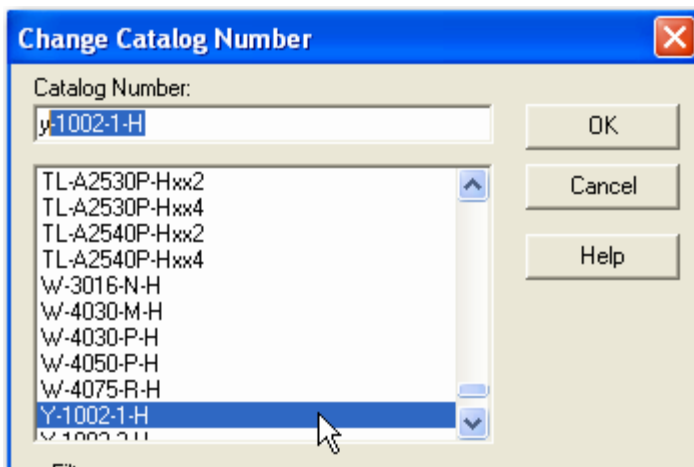 Change Catalog Number
Catalog Number:
y-1002-1-H
OK
TL-A2530P-Hxx2
TL-A2530P-Hxx4
TL-A2540P-Hxx2
TL-A2540P-Hxx4
W-3016-N-H
W-4030-M-H
W-4030-P-H
W-4050-P-H
W-4075-R-H
Y-1002-1-H
Cancel
Help